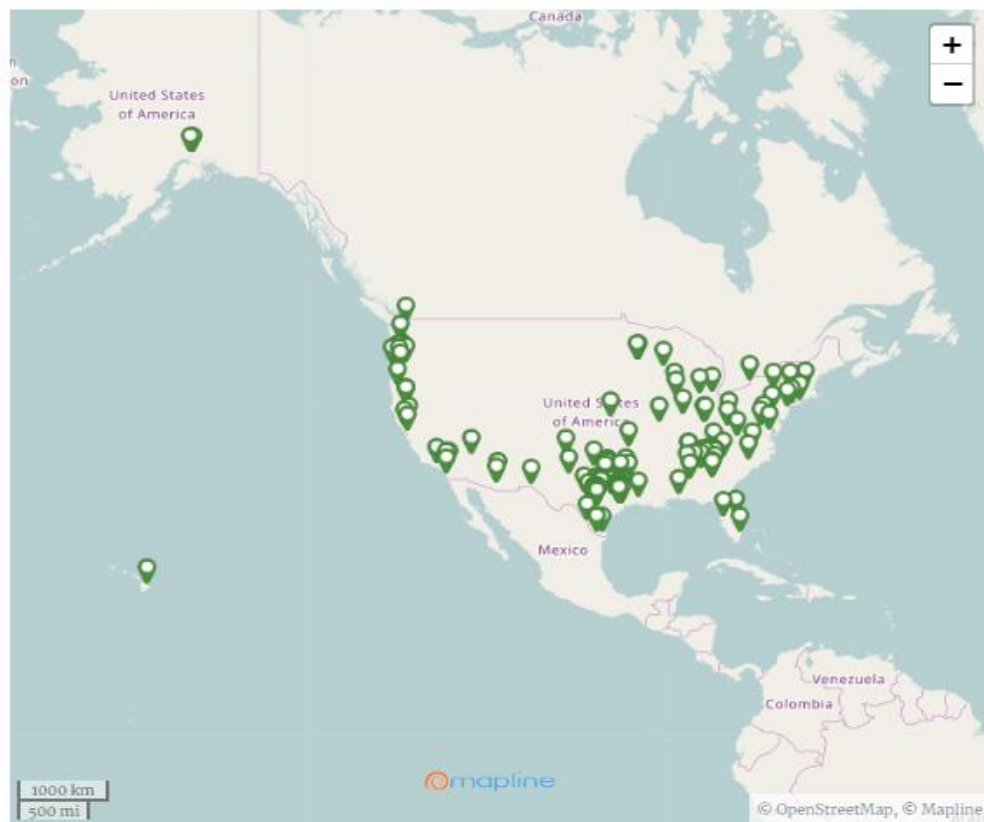 Canada
n
on
+
−
United States
of America
United States
of America
Mexico
Venezuela
Colombia
mapline
1000 km
500 mi
© OpenStreetMap, © Mapline